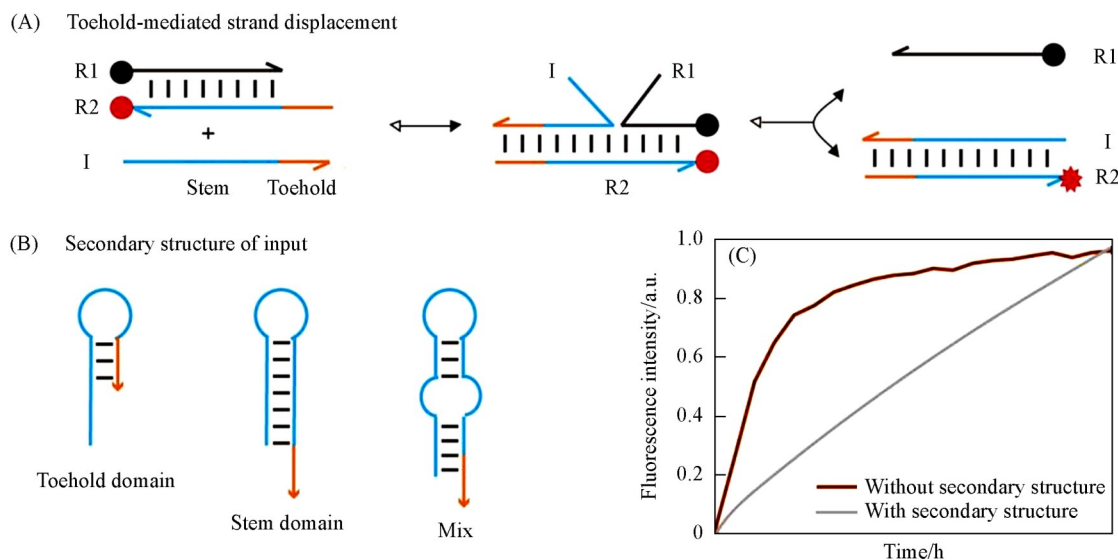 (A) Toehold-mediated strand displacement
R1
R2
+
I
Stem Toehold
I R1
R2
R1
I
R2
(B) Secondary structure of input
Toehold domain
Stem domain
Mix
(C)
Fluorescence intensity/a.u.
1.0
0.8
0.6
0.4
0.2
0
Without secondary structure
With secondary structure
Time/h